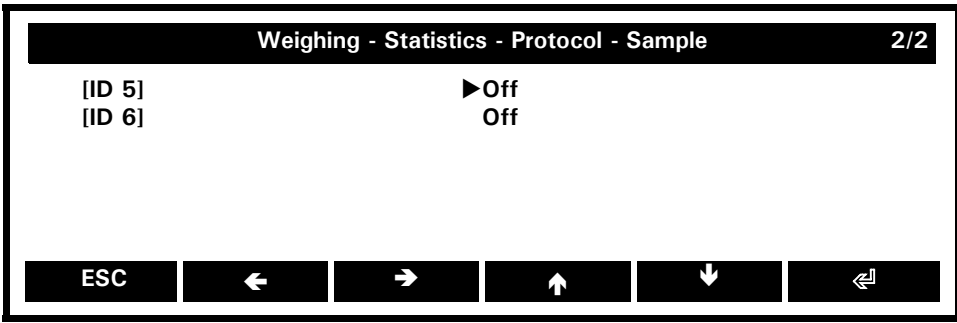 Weighing - Statistics - Protocol - Sample 2/2
[ID 5] ▶Off
[ID 6] Off
ESC ← → ↑ ↓ ⏎